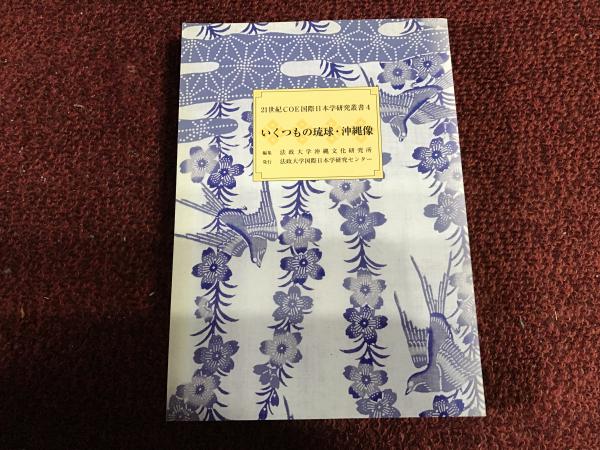 21世紀COE国際日本学研究叢書4
いくつもの琉球・沖縄像
編集 法政大学沖縄文化研究所
発行 法政大学国際日本学研究センター